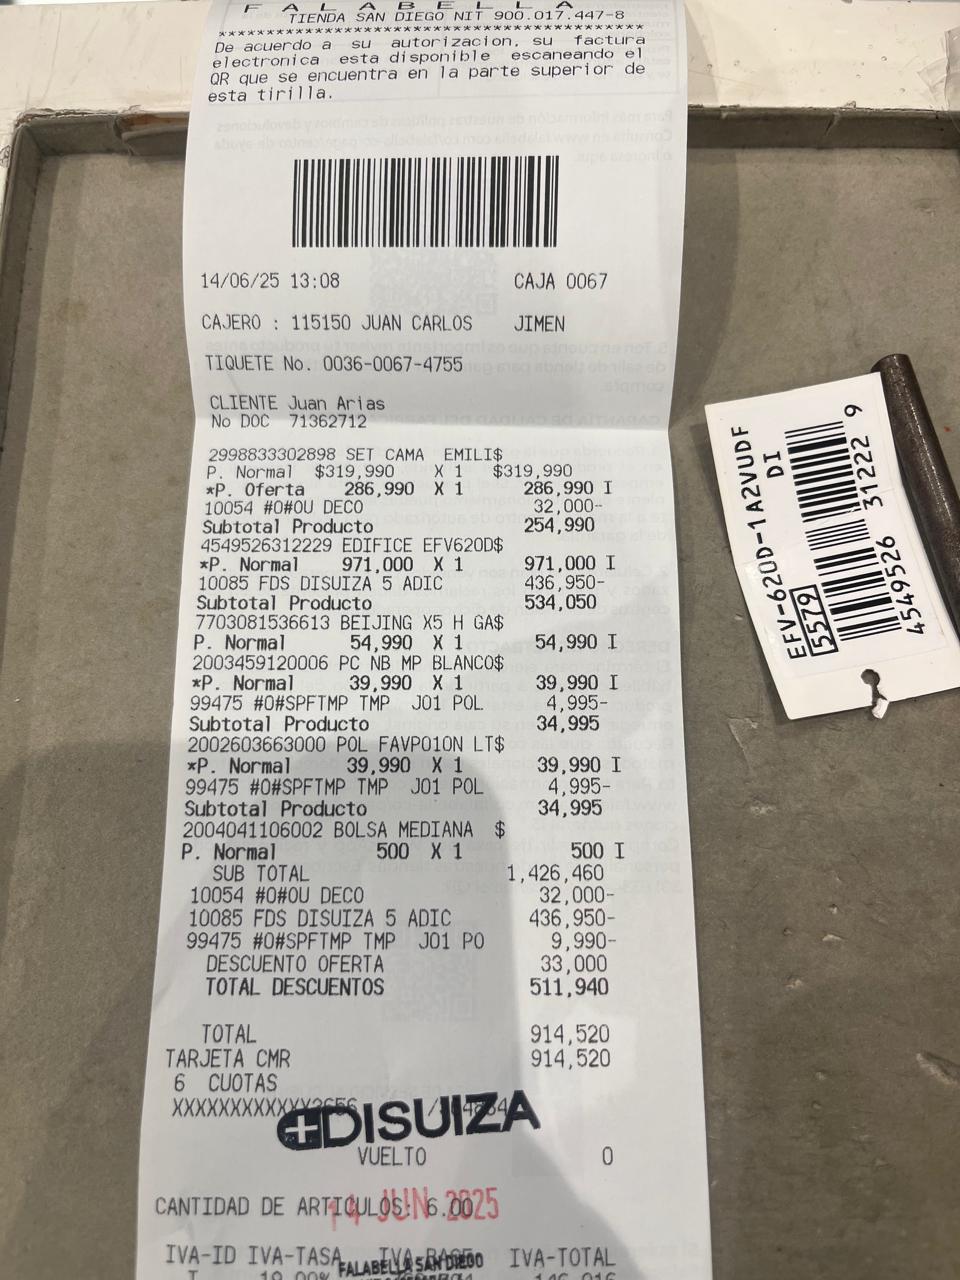 F A L A B E L L A
TIENDA SAN DIEGO NIT 900.017.447-8
De acuerdo a su autorizacion, su factura
electronica esta disponible escaneando el
QR que se encuentra en la parte superior de
esta tirilla.
14/06/25 13:08 CAJA 0067
CAJERO : 115150 JUAN CARLOS JIMEN
TIQUETE No. 0036-0067-4755
CLIENTE Juan Arias
No DOC 71362712
2998833302898 SET CAMA EMILI$
P. Normal $319,990 X 1 $319,990
*P. Oferta 286,990 X 1 286,990 I
10054 #O#OU DECO 32,000-
Subtotal Producto 254,990
4549526312229 EDIFICE EFV620D$
*P. Normal 971,000 X 1 971,000 I
10085 FDS DISUIZA 5 ADIC 436,950-
Subtotal Producto 534,050
7703081536613 BEIJING X5 H GA$
P. Normal 54,990 X 1 54,990 I
2003459120006 PC NB MP BLANCO$
*P. Normal 39,990 X 1 39,990 I
99475 #O#SPFTMP TMP J01 POL 4,995-
Subtotal Producto 34,995
2002603663000 POL FAVP010N LT$
*P. Normal 39,990 X 1 39,990 I
99475 #O#SPFTMP TMP J01 POL 4,995-
Subtotal Producto 34,995
2004041106002 BOLSA MEDIANA $
P. Normal 500 X 1 500 I
SUB TOTAL 1,426,460
10054 #O#OU DECO 32,000-
10085 FDS DISUIZA 5 ADIC 436,950-
99475 #O#SPFTMP TMP J01 PO 9,990-
DESCUENTO OFERTA 33,000
TOTAL DESCUENTOS 511,940
TOTAL 914,520
TARJETA CMR 914,520
6 CUOTAS
DISUIZA
VUELTO 0
CANTIDAD DE ARTICULOS: 6.00
14 JUN 2025
IVA-ID IVA-TASA IVA-BASE IVA-TOTAL
FALABELLA SAN DIEGO
EFV-620D-1A2VUDF
DI
5579
4549526 312229